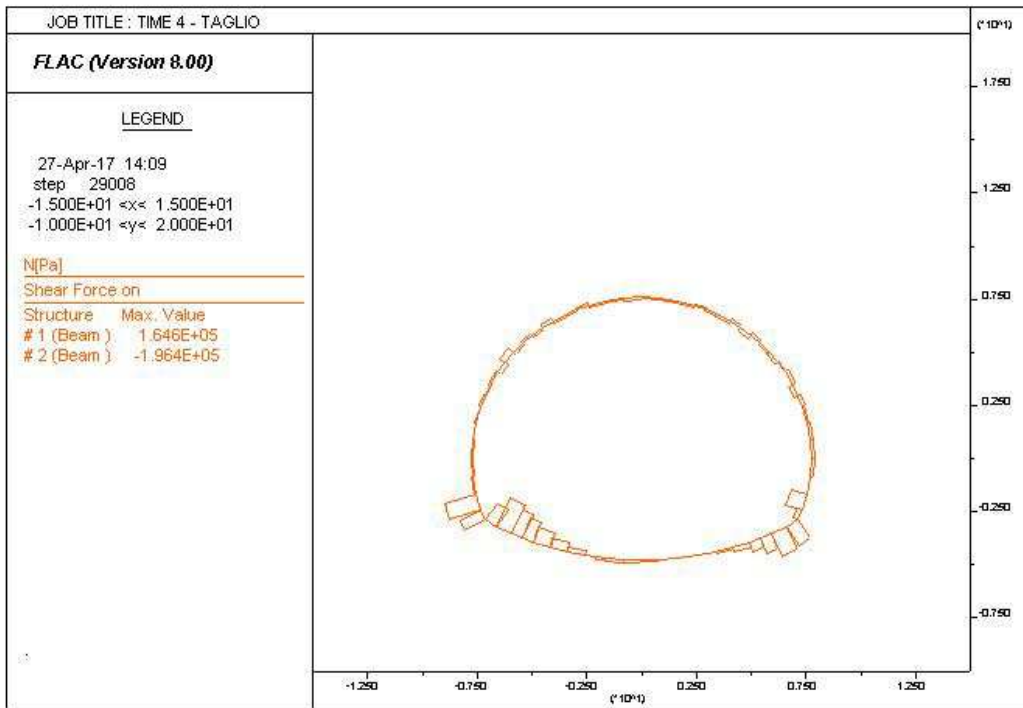 JOB TITLE : TIME 4 - TAGLIO
(*10^1)
FLAC (Version 8.00)
LEGEND
27-Apr-17 14:09
step 29008
-1.500E+01 <x< 1.500E+01
-1.000E+01 <y< 2.000E+01
N[Pa]
Shear Force on
Structure Max. Value
# 1 (Beam ) 1.646E+05
# 2 (Beam ) -1.964E+05
1.750
1.250
0.750
0.250
-0.250
-0.750
-1.250 -0.750 -0.250 0.250 0.750 1.250
(*10^1)